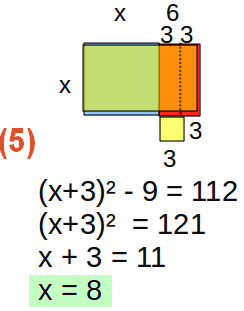 x 6
3 3
x
(5)
3
3
(x+3)² - 9 = 112
(x+3)² = 121
x + 3 = 11
x = 8